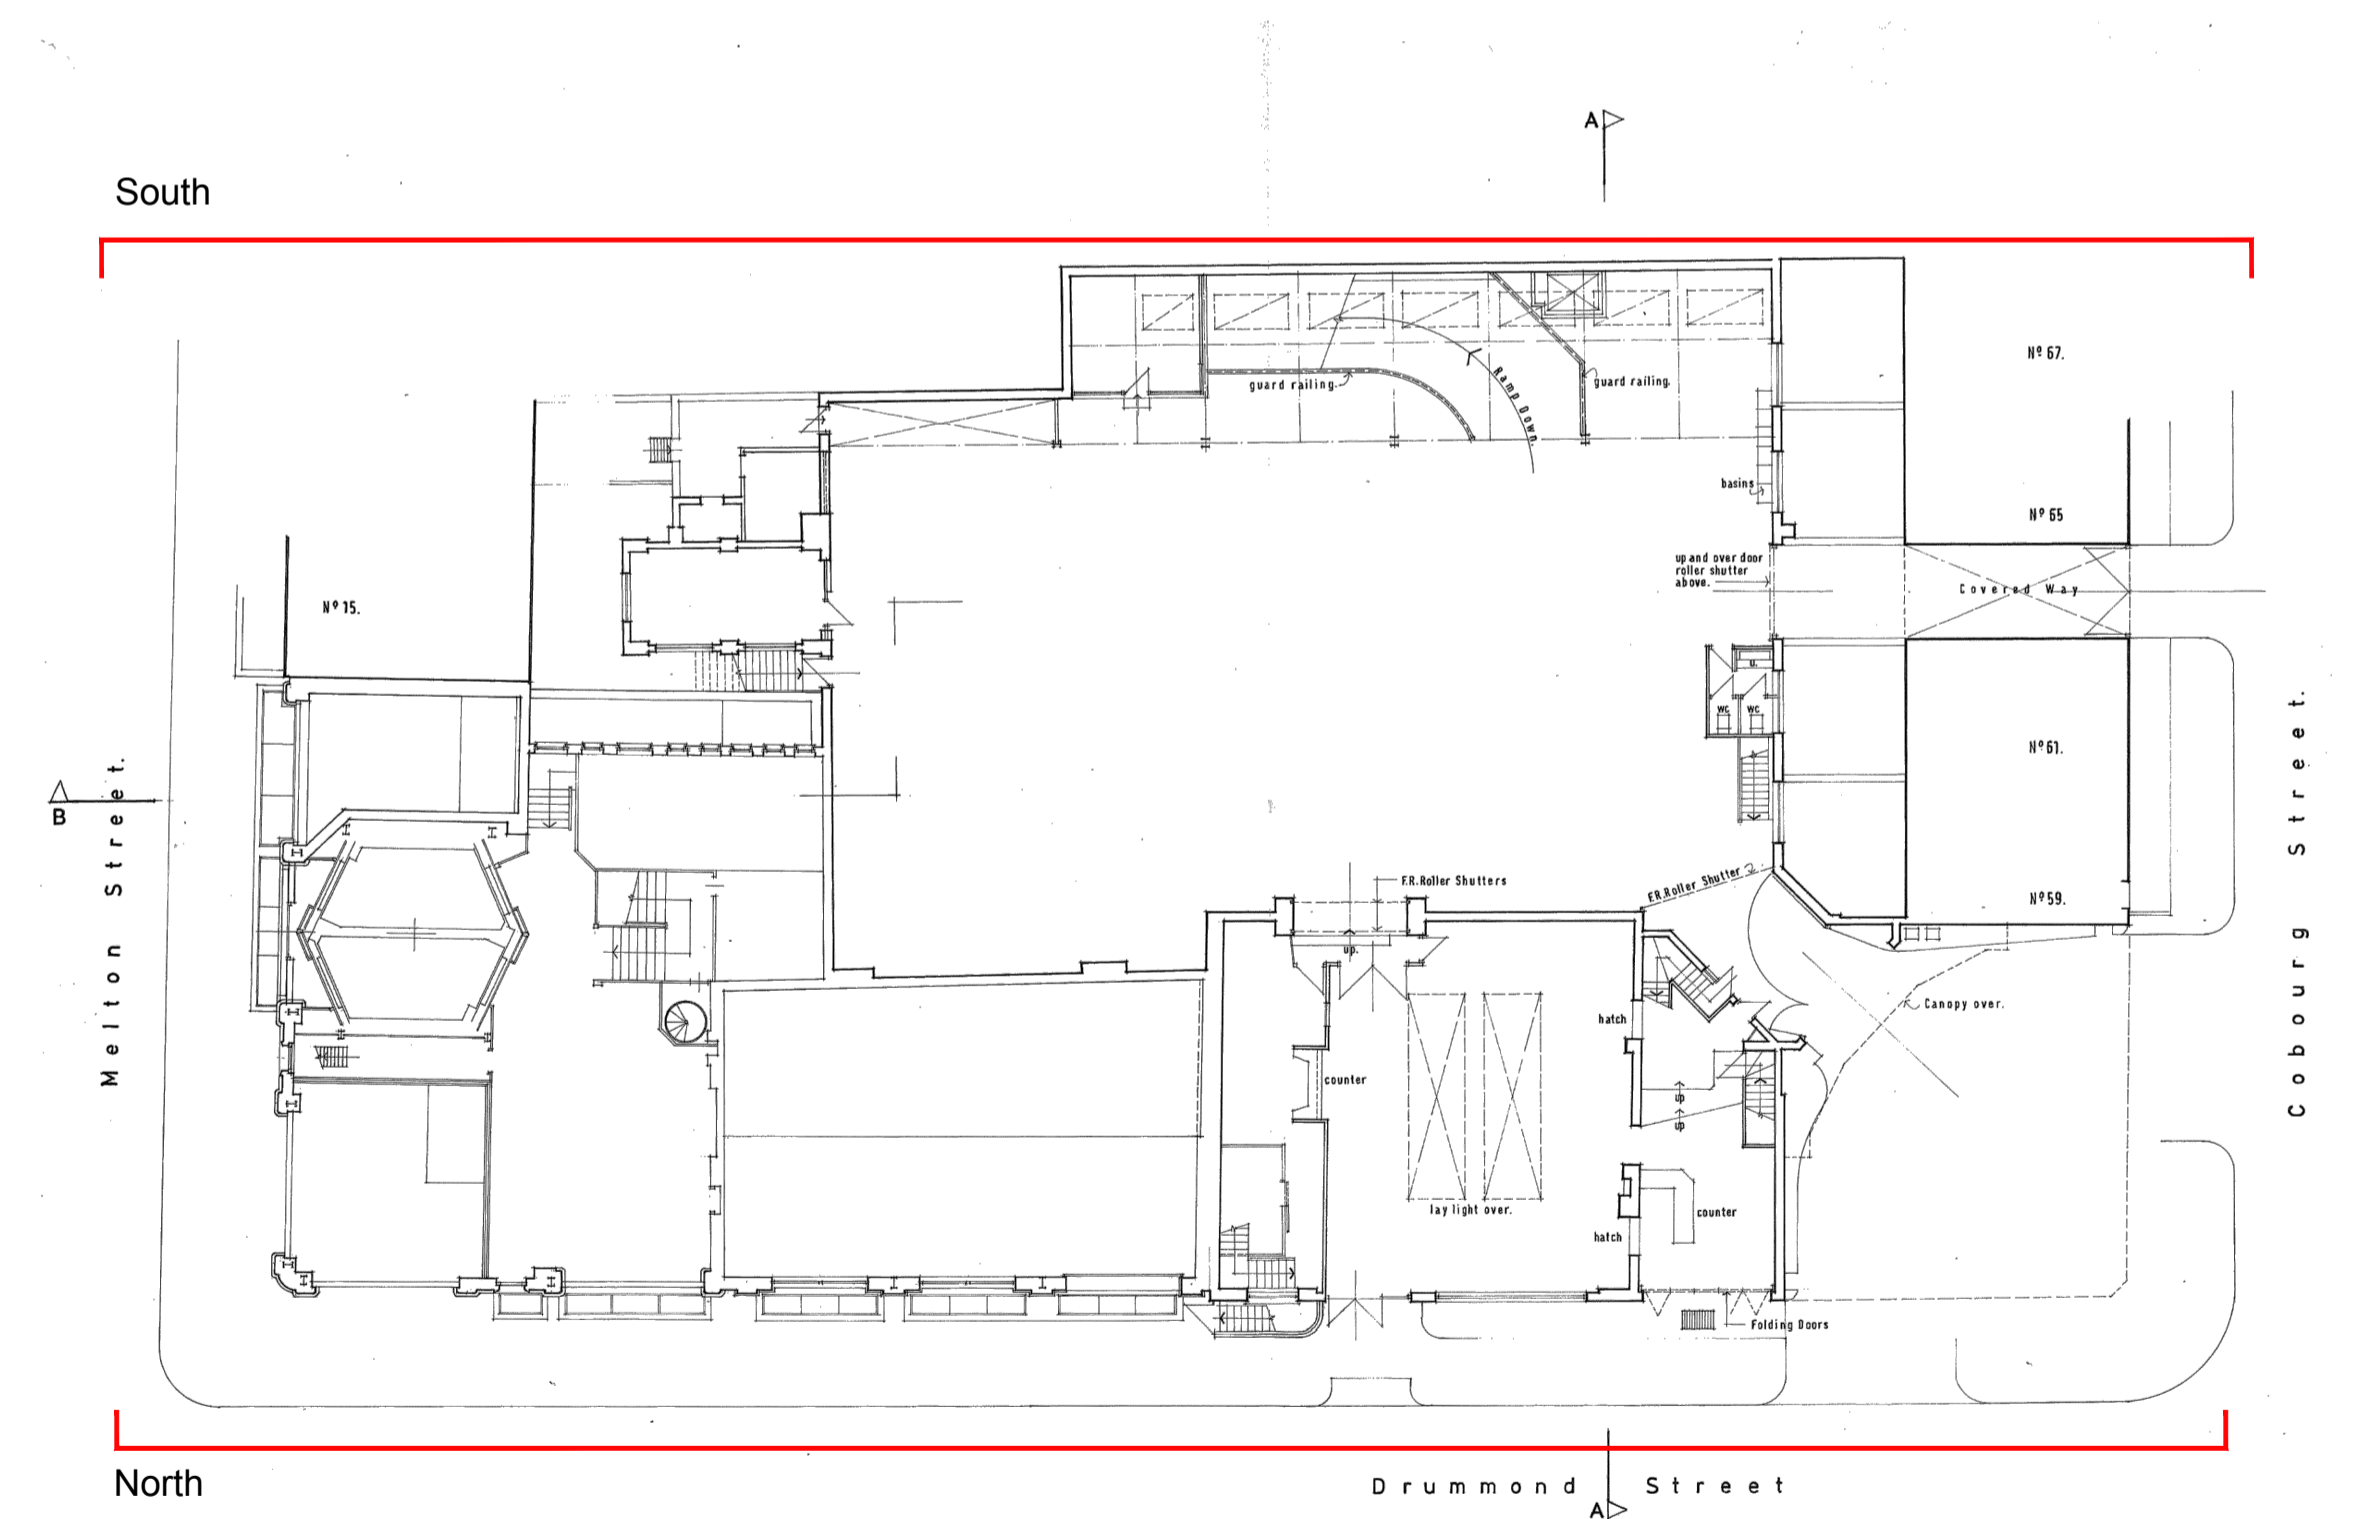 A
South
Nº 67.
guard railing.
Ramp Down.
guard railing.
basins
Nº 65
up and over door
roller shutter
above.
Covered Way
Nº 15.
u.
WC
WC
Nº 61.
B
Melton Street.
Cobourg Street.
F.R.Roller Shutters
F.R.Roller Shutter
Nº 59.
up.
Canopy over.
hatch
counter
up
up
lay light over.
counter
hatch
Folding Doors
North
Drummond Street
A